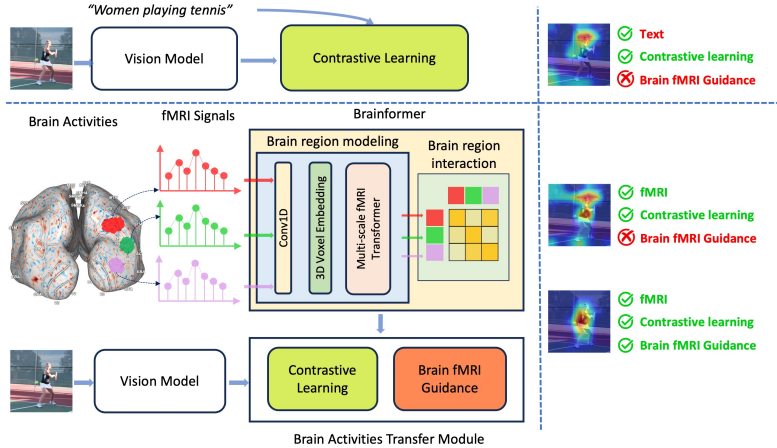 “Women playing tennis”
Vision Model
Contrastive Learning
Text
Contrastive learning
Brain fMRI Guidance
Brain Activities
fMRI Signals
Brainformer
Brain region modeling
Conv1D
3D Voxel Embedding
Multi-scale fMRI
Transformer
Brain region
interaction
fMRI
Contrastive learning
Brain fMRI Guidance
fMRI
Contrastive learning
Brain fMRI Guidance
Vision Model
Contrastive
Learning
Brain fMRI
Guidance
Brain Activities Transfer Module